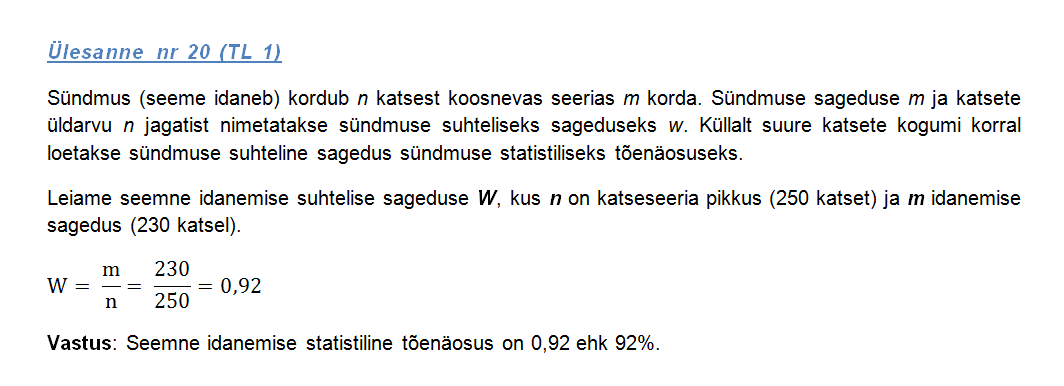 Ülesanne nr 20 (TL 1)
Sündmus (seeme idaneb) kordub n katsest koosnevas seerias m korda. Sündmuse sageduse m ja katsete
üldarvu n jagatist nimetatakse sündmuse suhteliseks sageduseks w. Küllalt suure katsete kogumi korral
loetakse sündmuse suhteline sagedus sündmuse statistiliseks tõenäosuseks.
Leiame seemne idanemise suhtelise sageduse W, kus n on katseseeria pikkus (250 katset) ja m idanemise
sagedus (230 katsel).
W = m/n = 230/250 = 0,92
Vastus: Seemne idanemise statistiline tõenäosus on 0,92 ehk 92%.